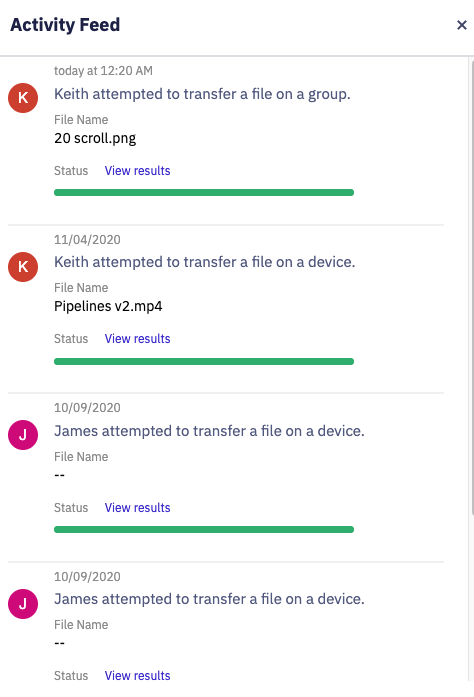 Activity Feed ×
today at 12:20 AM
K Keith attempted to transfer a file on a group.
File Name
20 scroll.png
Status View results
11/04/2020
K Keith attempted to transfer a file on a device.
File Name
Pipelines v2.mp4
Status View results
10/09/2020
J James attempted to transfer a file on a device.
File Name
--
Status View results
10/09/2020
J James attempted to transfer a file on a device.
File Name
--
Status View results